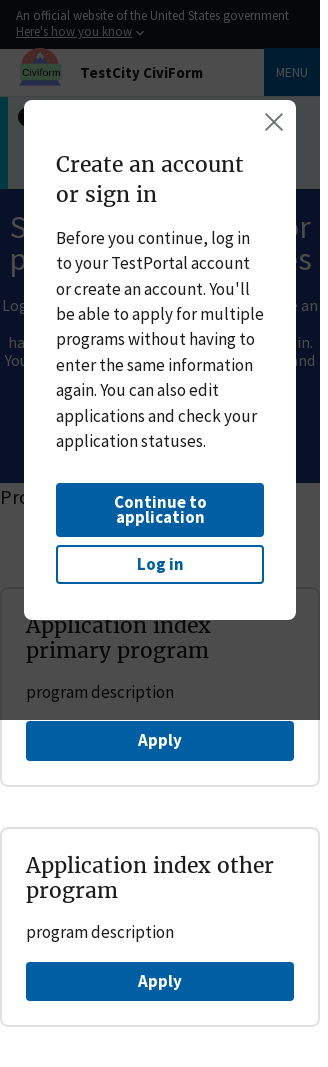 An official website of the United States government
Here's how you know
Civiform
TestCity CiviForm
MENU
Create an account
or sign in
Before you continue, log in
to your TestPortal account
or create an account. You'll
be able to apply for multiple
programs without having to
enter the same information
again. You can also edit
applications and check your
application statuses.
Continue to
application
Log in
Application index
primary program
program description
Apply
Application index other
program
program description
Apply